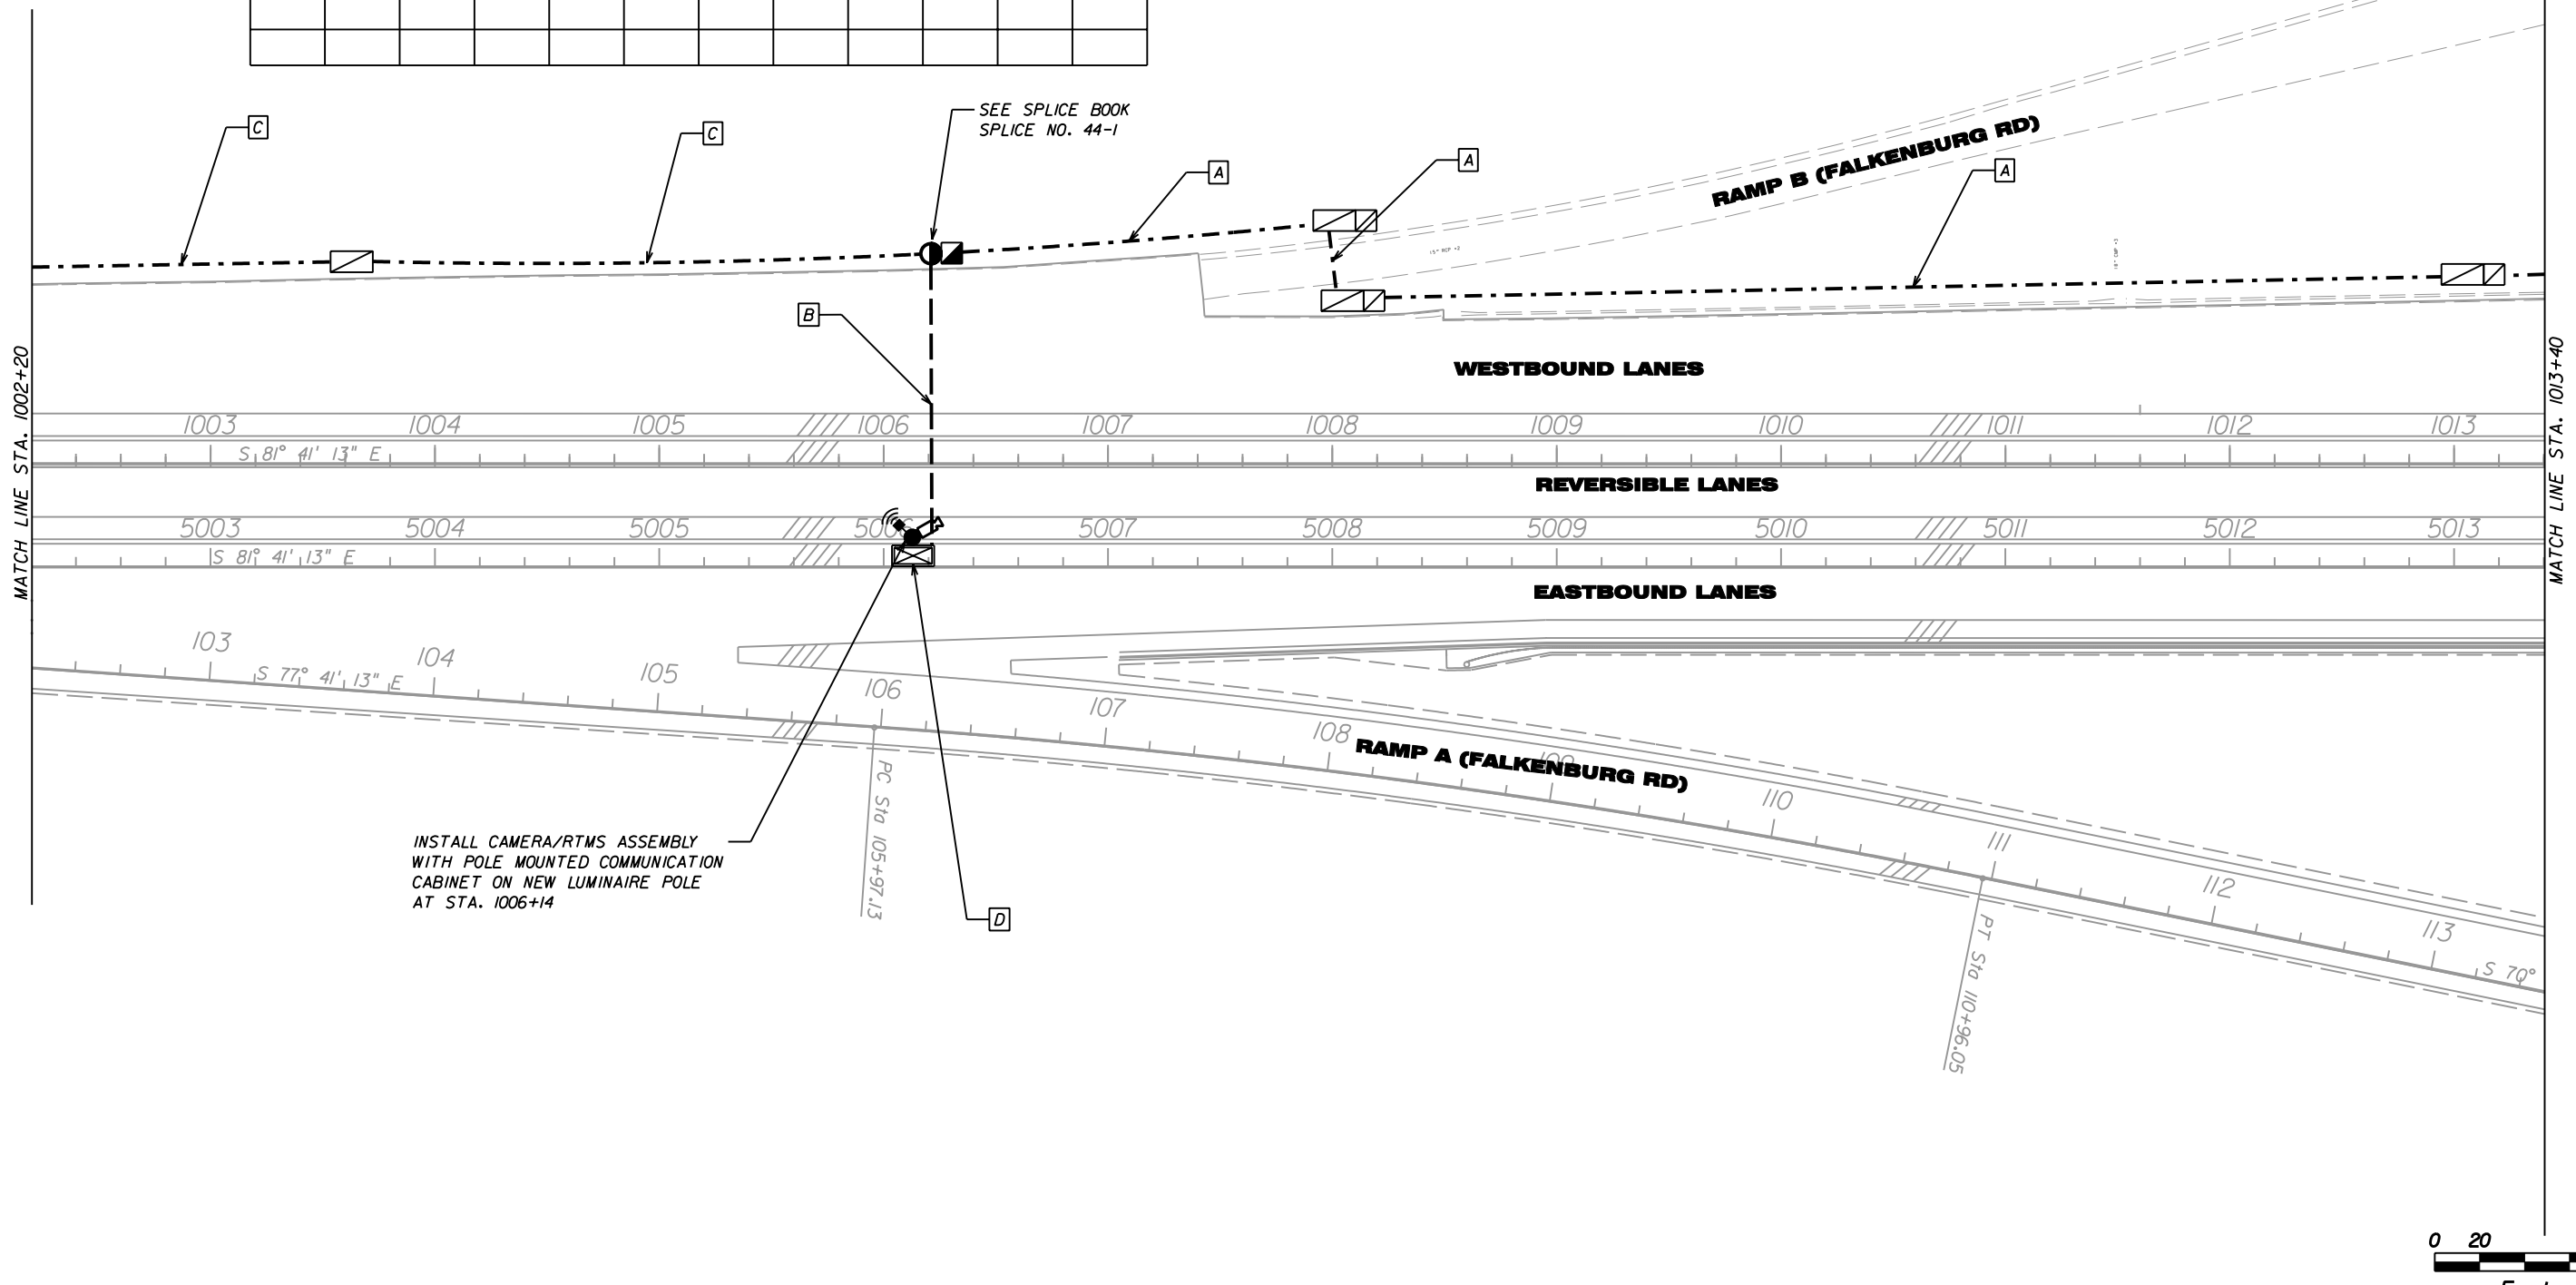 SEE SPLICE BOOK
SPLICE NO. 44-1
C
C
A
A
A
RAMP B (FALKENBURG RD)
B
WESTBOUND LANES
MATCH LINE STA. 1002+20
MATCH LINE STA. 1013+40
1003 1004 1005 1006 1007 1008 1009 1010 1011 1012 1013
S 81° 41' 13" E
REVERSIBLE LANES
5003 5004 5005 5006 5007 5008 5009 5010 5011 5012 5013
S 81° 41' 13" E
EASTBOUND LANES
103 104 105 106 107 108 109 110 111 112 113
S 77° 41' 13" E
RAMP A (FALKENBURG RD)
PC Sta 105+97.13
INSTALL CAMERA/RTMS ASSEMBLY
WITH POLE MOUNTED COMMUNICATION
CABINET ON NEW LUMINAIRE POLE
AT STA. 1006+14
D
PT Sta 110+96.05
S 70°
0 20